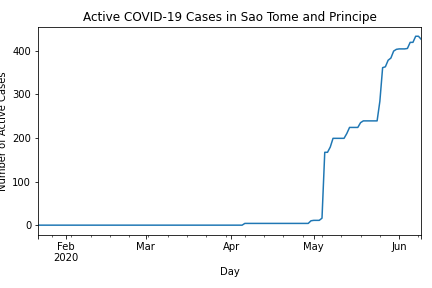 Active COVID-19 Cases in Sao Tome and Principe
Number of Active Cases
400
300
200
100
0
Feb
2020
Mar
Apr
May
Jun
Day